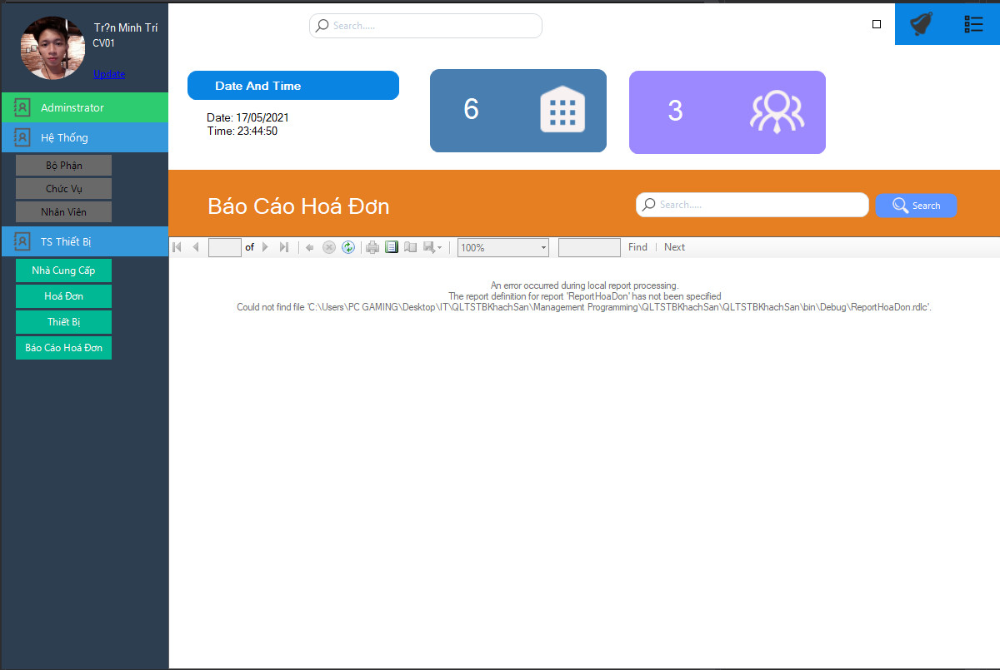 Tr?n Minh Trí
CV01
Update
Adminstrator
Hệ Thống
Bộ Phận
Chức Vụ
Nhân Viên
TS Thiết Bị
Nhà Cung Cấp
Hoá Đơn
Thiết Bị
Báo Cáo Hoá Đơn
Search.....
Date And Time
Date: 17/05/2021
Time: 23:44:50
6
3
Báo Cáo Hoá Đơn
Search.....
Search
of
100%
Find
Next
An error occurred during local report processing.
The report definition for report 'ReportHoaDon' has not been specified
Could not find file 'C:\Users\PC GAMING\Desktop\IT\QLTSTBKhachSan\Management Programming\QLTSTBKhachSan\QLTSTBKhachSan\bin\Debug\ReportHoaDon.rdlc'.